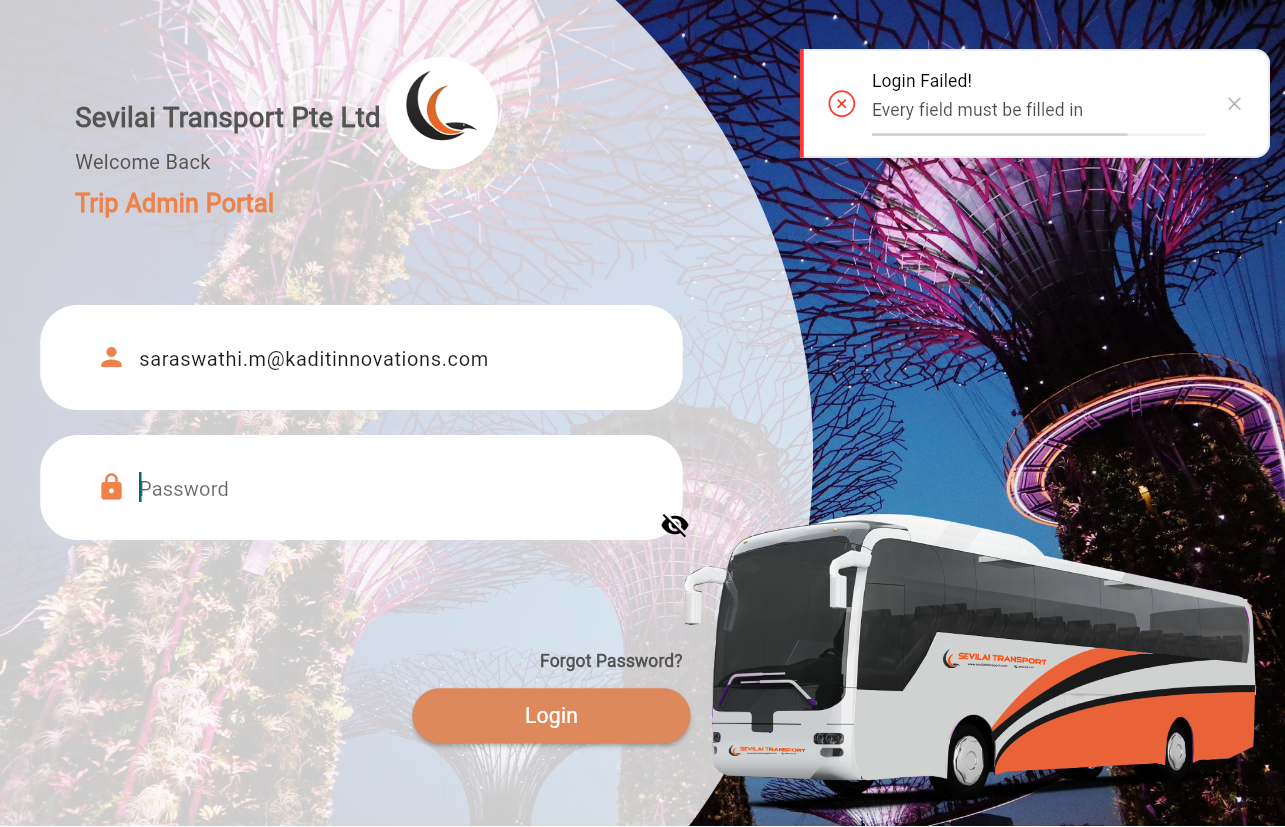 Sevilai Transport Pte Ltd
Welcome Back
Trip Admin Portal
Login Failed!
Every field must be filled in
saraswathi.m@kaditinnovations.com
Password
Forgot Password?
Login
SEVILAI TRANSPORT
SEVILAI TRANSPORT